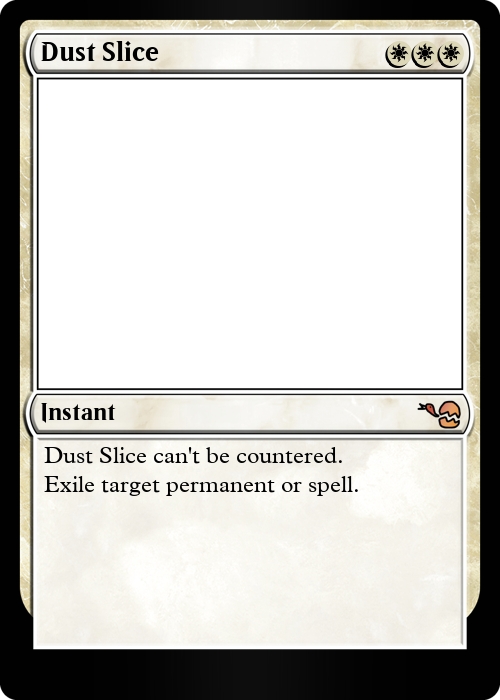 Dust Slice
Instant
Dust Slice can't be countered.
Exile target permanent or spell.